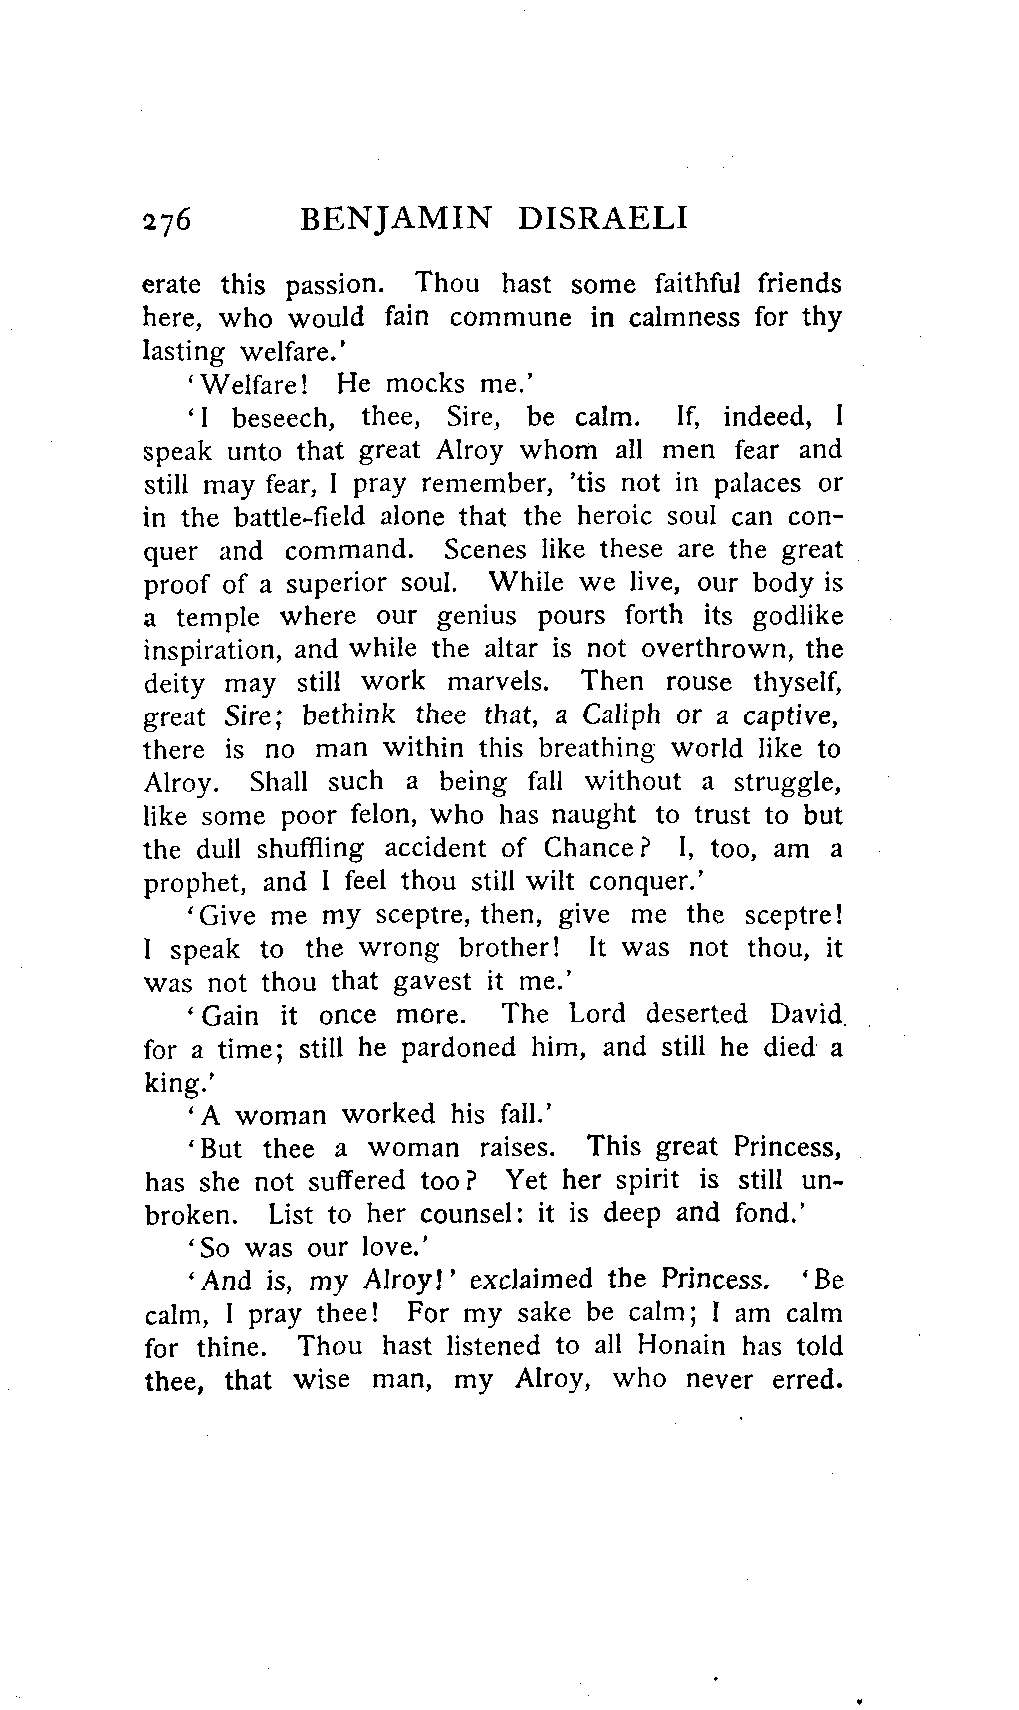 276 BENJAMIN DISRAELI
erate this passion. Thou hast some faithful friends
here, who would fain commune in calmness for thy
lasting welfare.'
'Welfare! He mocks me.'
'I beseech, thee, Sire, be calm. If, indeed, I
speak unto that great Alroy whom all men fear and
still may fear, I pray remember, 'tis not in palaces or
in the battle-field alone that the heroic soul can con-
quer and command. Scenes like these are the great
proof of a superior soul. While we live, our body is
a temple where our genius pours forth its godlike
inspiration, and while the altar is not overthrown, the
deity may still work marvels. Then rouse thyself,
great Sire; bethink thee that, a Caliph or a captive,
there is no man within this breathing world like to
Alroy. Shall such a being fall without a struggle,
like some poor felon, who has naught to trust to but
the dull shuffling accident of Chance? I, too, am a
prophet, and I feel thou still wilt conquer.'
'Give me my sceptre, then, give me the sceptre!
I speak to the wrong brother! It was not thou, it
was not thou that gavest it me.'
'Gain it once more. The Lord deserted David
for a time; still he pardoned him, and still he died a
king.'
'A woman worked his fall.'
'But thee a woman raises. This great Princess,
has she not suffered too? Yet her spirit is still un-
broken. List to her counsel: it is deep and fond.'
'So was our love.'
'And is, my Alroy!' exclaimed the Princess. 'Be
calm, I pray thee! For my sake be calm; I am calm
for thine. Thou hast listened to all Honain has told
thee, that wise man, my Alroy, who never erred.